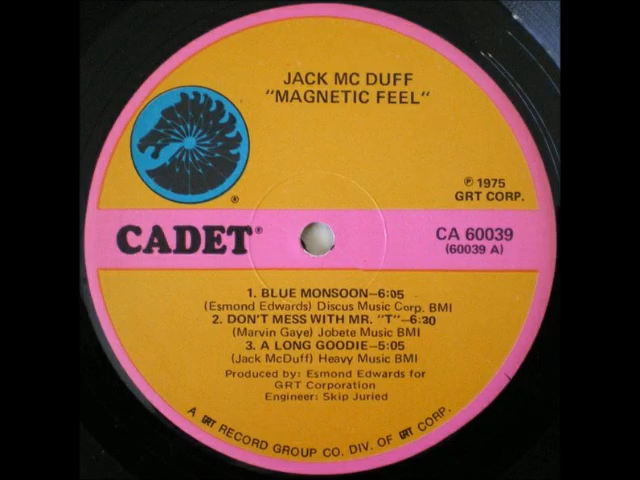 JACK MC DUFF
"MAGNETIC FEEL"
®
℗ 1975
GRT CORP.
CADET®
CA 60039
(60039 A)
1. BLUE MONSOON—6:05
(Esmond Edwards) Discus Music Corp. BMI
2. DON'T MESS WITH MR. "T"—6:30
(Marvin Gaye) Jobete Music BMI
3. A LONG GOODIE—5:05
(Jack McDuff) Heavy Music BMI
Produced by: Esmond Edwards for
GRT Corporation
Engineer: Skip Juried
A GRT RECORD GROUP CO. DIV. OF GRT CORP.